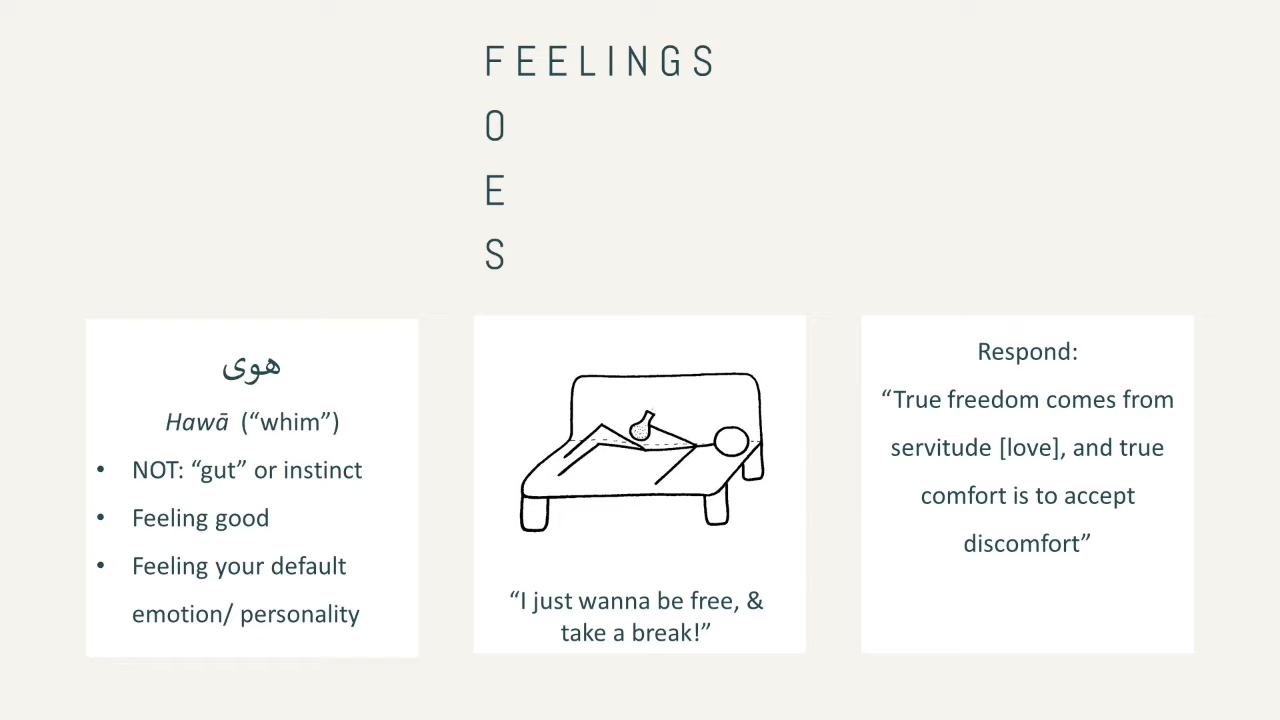 FEELINGS
O
E
S
هوى
Hawā (“whim”)
• NOT: “gut” or instinct
• Feeling good
• Feeling your default
emotion/ personality
“I just wanna be free, &
take a break!”
Respond:
“True freedom comes from
servitude [love], and true
comfort is to accept
discomfort”